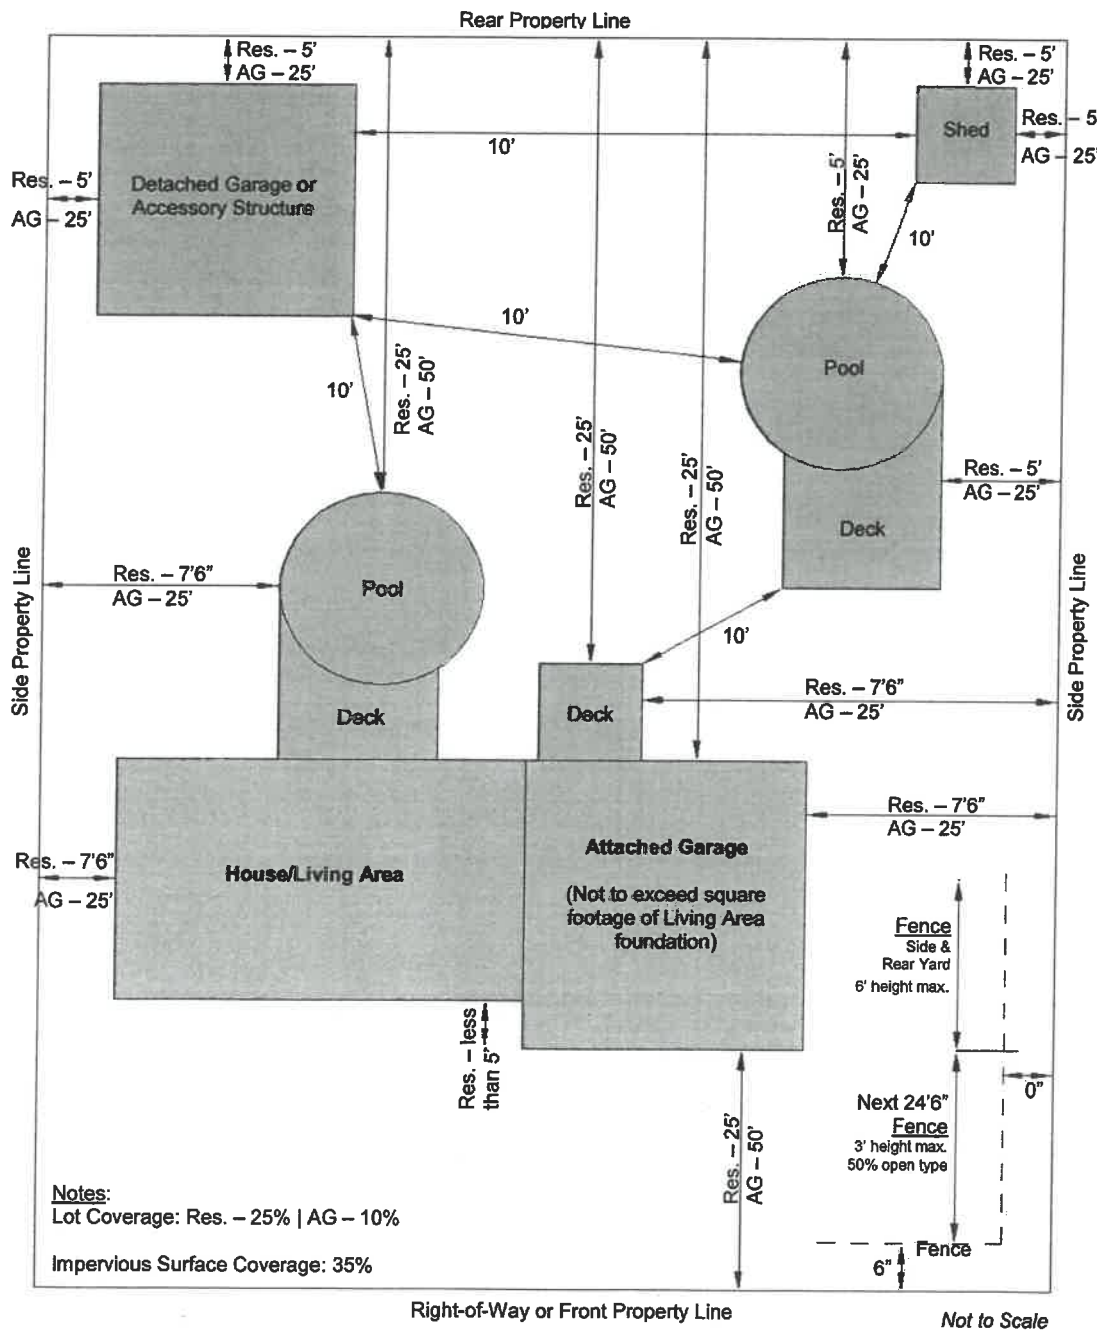 Rear Property Line
Res. – 5'
AG – 25'
Res. – 5'
AG – 25'
Shed
Res. – 5'
AG – 25'
10'
Detached Garage or
Accessory Structure
Res. – 5'
AG – 25'
Res. – 5'
AG – 25'
10'
10'
Res. – 25'
AG – 50'
10'
Pool
Res. – 25'
AG – 50'
Res. – 25'
AG – 50'
Res. – 5'
AG – 25'
Deck
Side Property Line
Res. – 7'6"
AG – 25'
Pool
10'
Side Property Line
Deck
Deck
Res. – 7'6"
AG – 25'
Res. – 7'6"
AG – 25'
Res. – 7'6"
AG – 25'
House/Living Area
Attached Garage
(Not to exceed square
footage of Living Area
foundation)
Fence
Side &
Rear Yard
6' height max.
Res. – less
than 5'
0"
Next 24'6"
Fence
3' height max.
50% open type
Res. – 25'
AG – 50'
Notes:
Lot Coverage: Res. – 25% | AG – 10%
Impervious Surface Coverage: 35%
Fence
6"
Right-of-Way or Front Property Line
Not to Scale